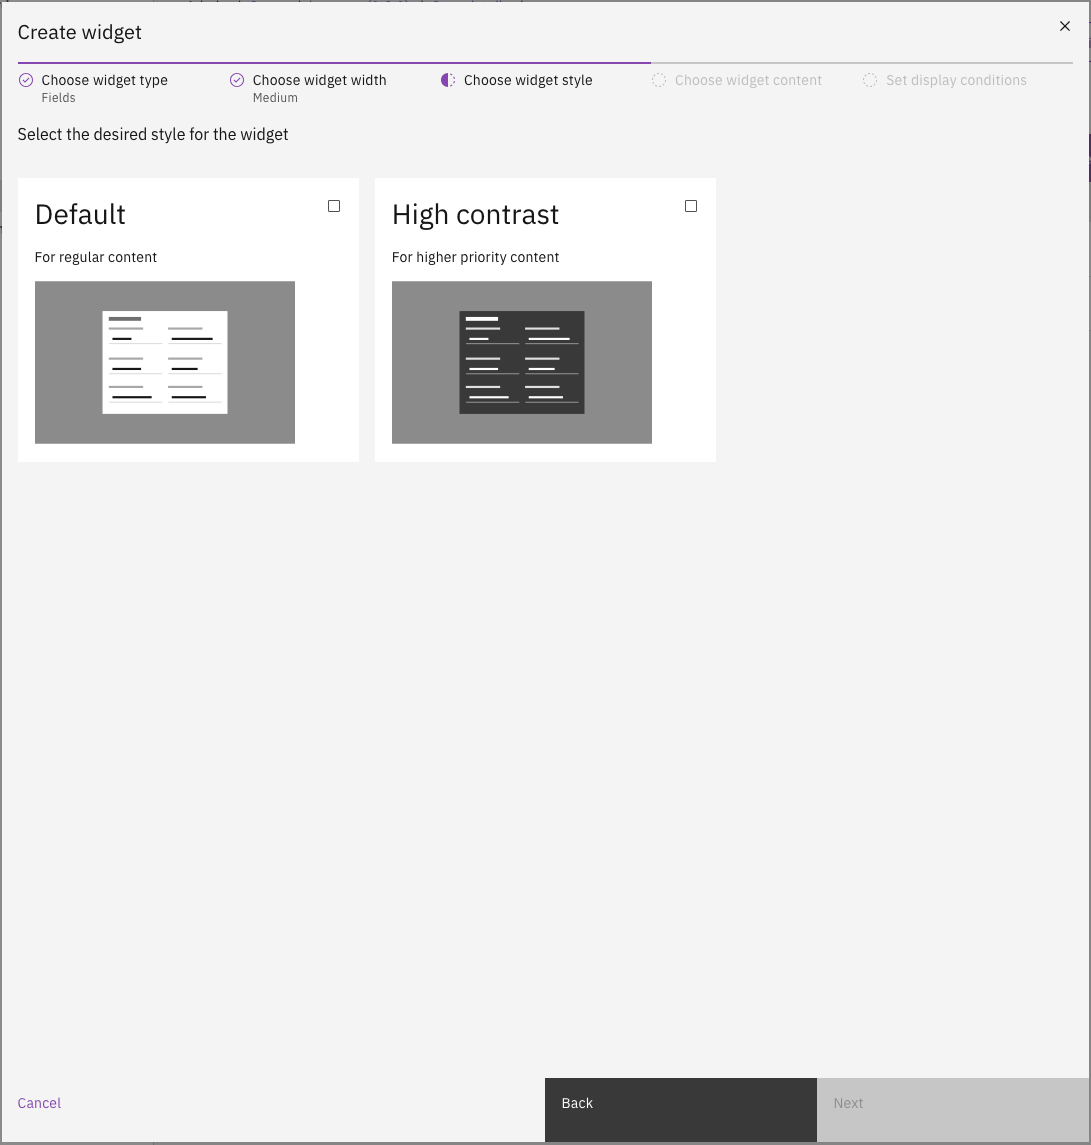 Create widget
Choose widget type
Fields
Choose widget width
Medium
Choose widget style
Choose widget content
Set display conditions
Select the desired style for the widget
Default
For regular content
High contrast
For higher priority content
Cancel
Back
Next